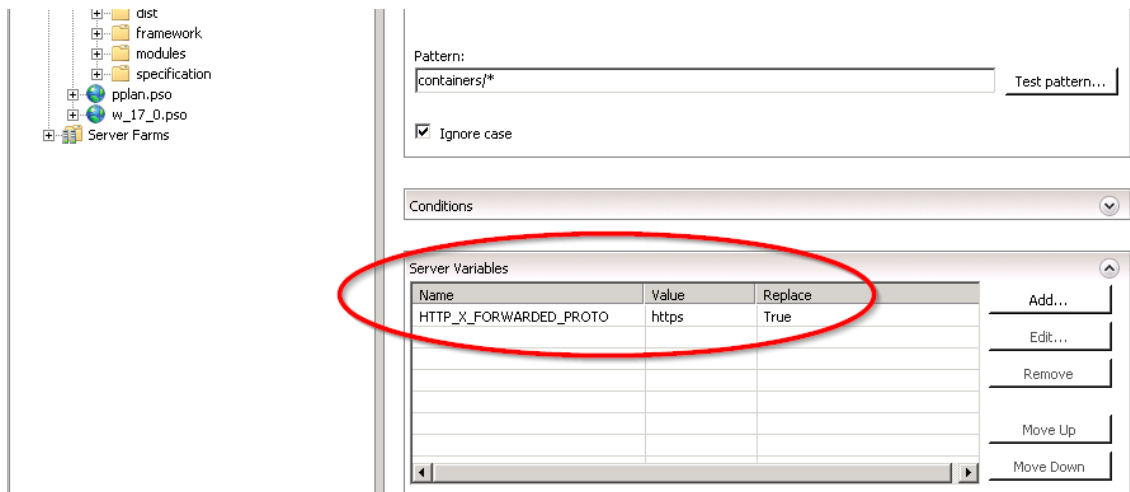 dist
framework
modules
specification
pplan.pso
w_17_0.pso
Server Farms
Pattern:
containers/*
Test pattern...
Ignore case
Conditions
Server Variables
Name Value Replace
HTTP_X_FORWARDED_PROTO https True
Add...
Edit...
Remove
Move Up
Move Down